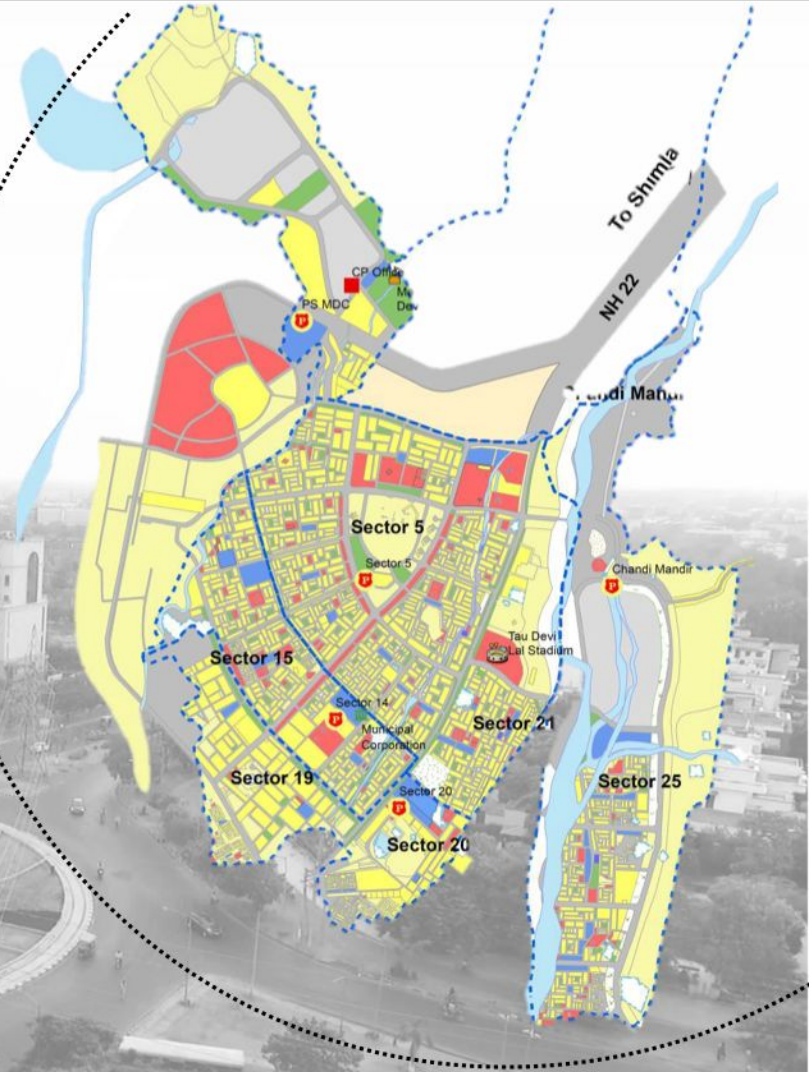 To Shimla
NH 22
CP Office
PS MDC
Sector 5
Sector 5
Chandi Mandir
Tau Devi
Lal Stadium
Sector 15
Sector 14
Municipal
Corporation
Sector 21
Sector 19
Sector 20
Sector 20
Sector 25
P
P
P
P
P